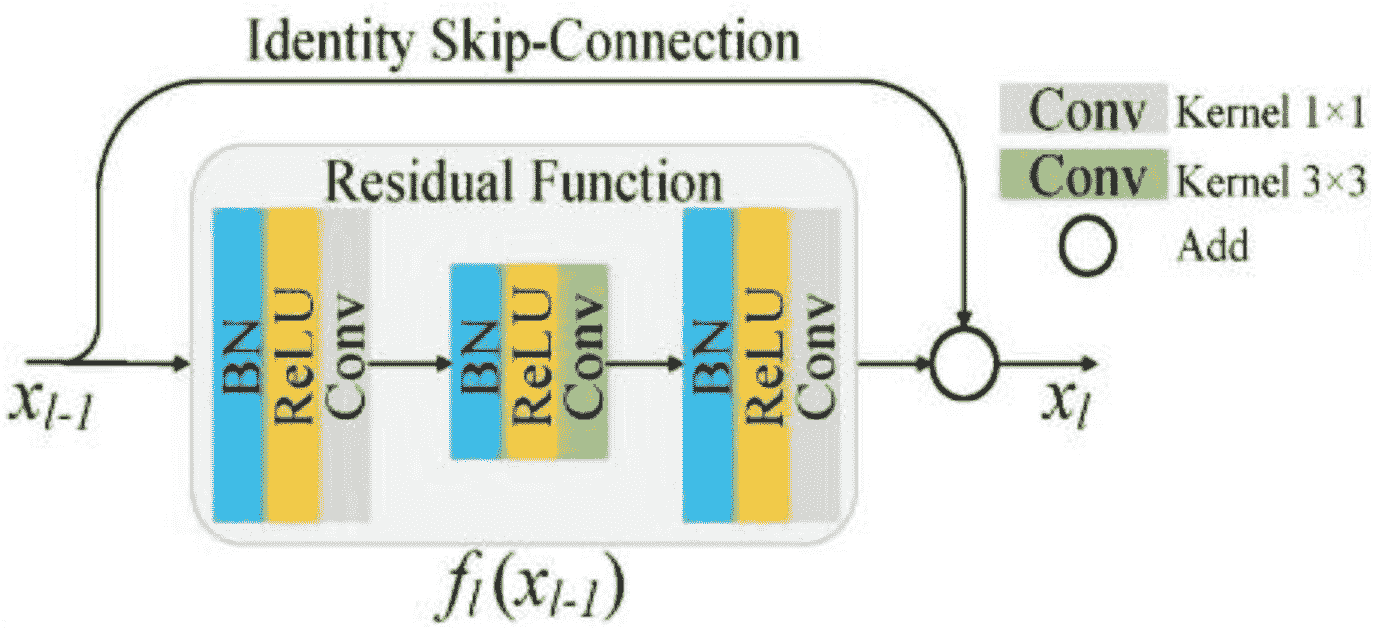 Identity Skip-Connection
Residual Function
BN ReLU Conv
BN ReLU Conv
BN ReLU Conv
x_{l-1}
x_l
f_l(x_{l-1})
Conv Kernel 1×1
Conv Kernel 3×3
Add